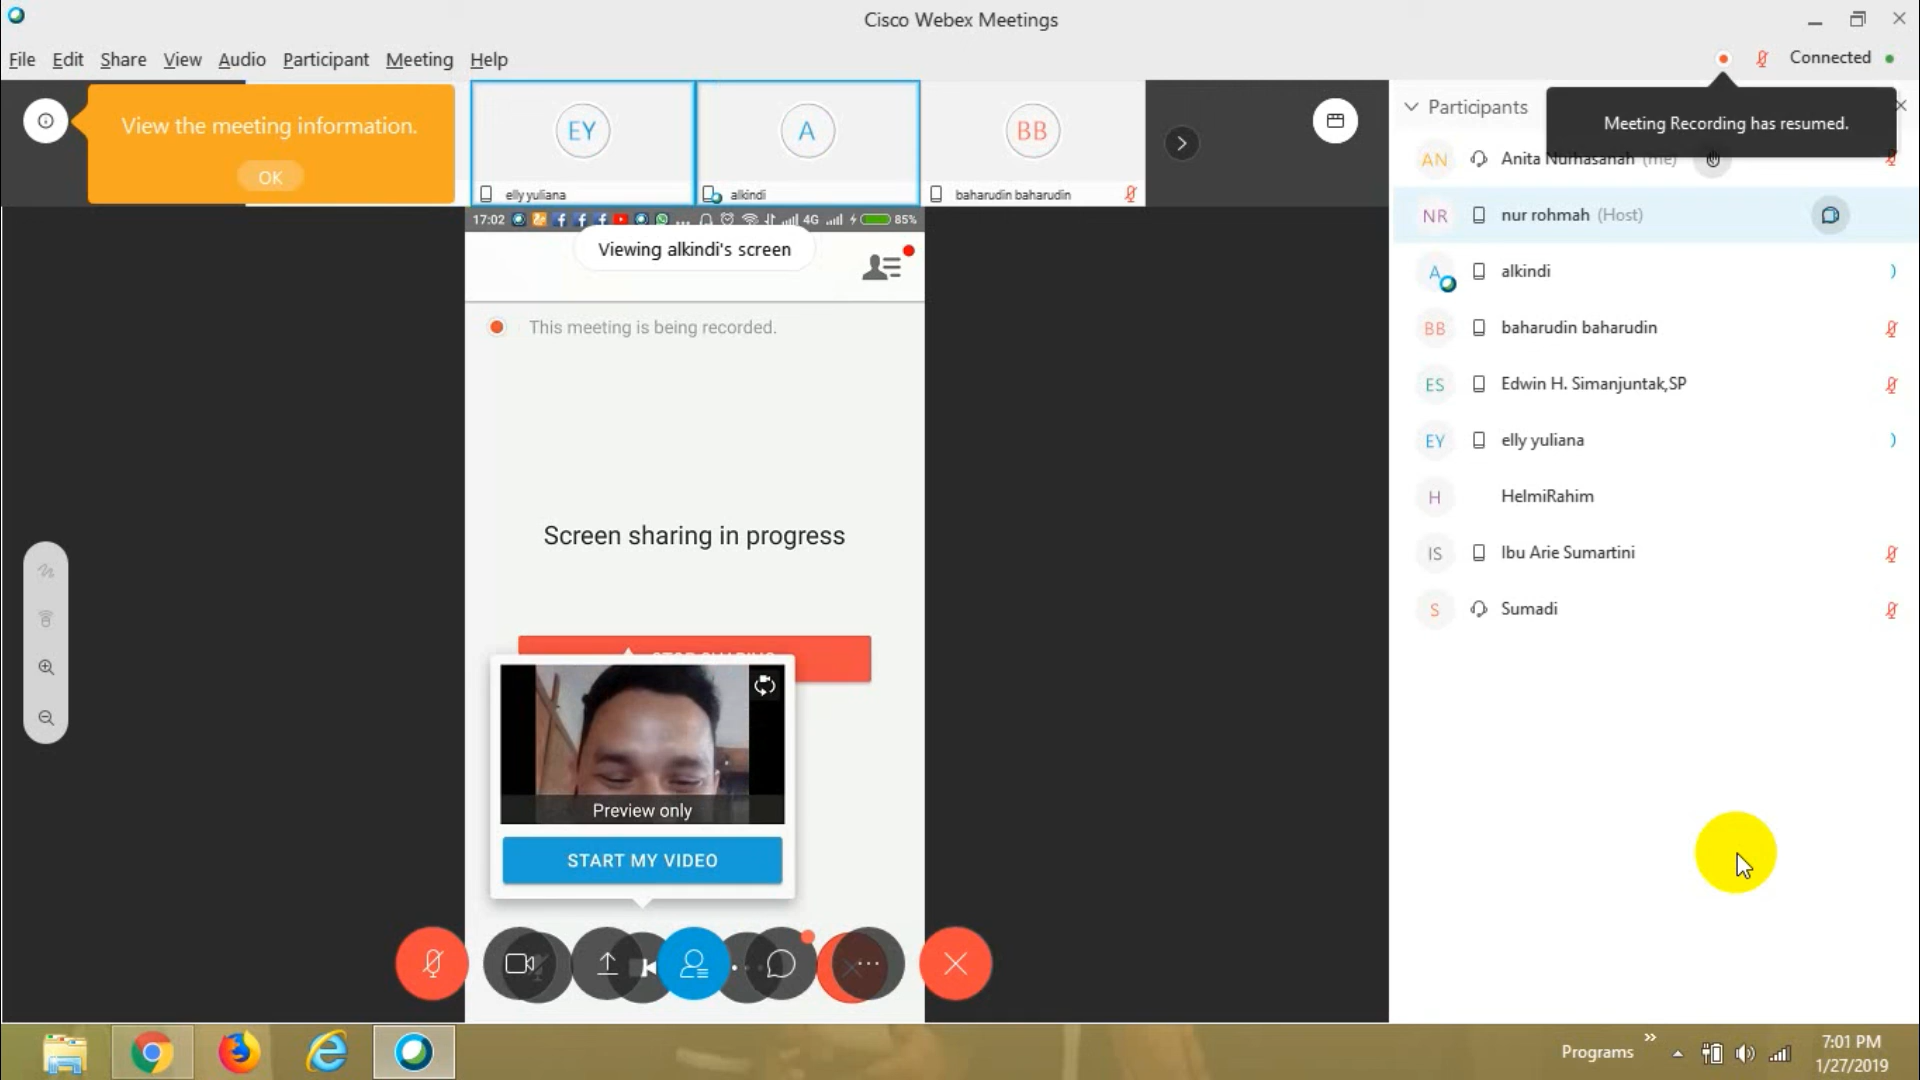 Cisco Webex Meetings
File Edit Share View Audio Participant Meeting Help
Connected
View the meeting information.
OK
EY
elly yuliana
A
alkindi
BB
baharudin baharudin
Participants
Meeting Recording has resumed.
AN Anita Nurhasanah (me)
NR nur rohmah (Host)
A alkindi
BB baharudin baharudin
ES Edwin H. Simanjuntak,SP
EY elly yuliana
H HelmiRahim
IS Ibu Arie Sumartini
S Sumadi
17:02 4G 85%
Viewing alkindi's screen
This meeting is being recorded.
Screen sharing in progress
STOP SHARING
Preview only
START MY VIDEO
Programs
7:01 PM
1/27/2019